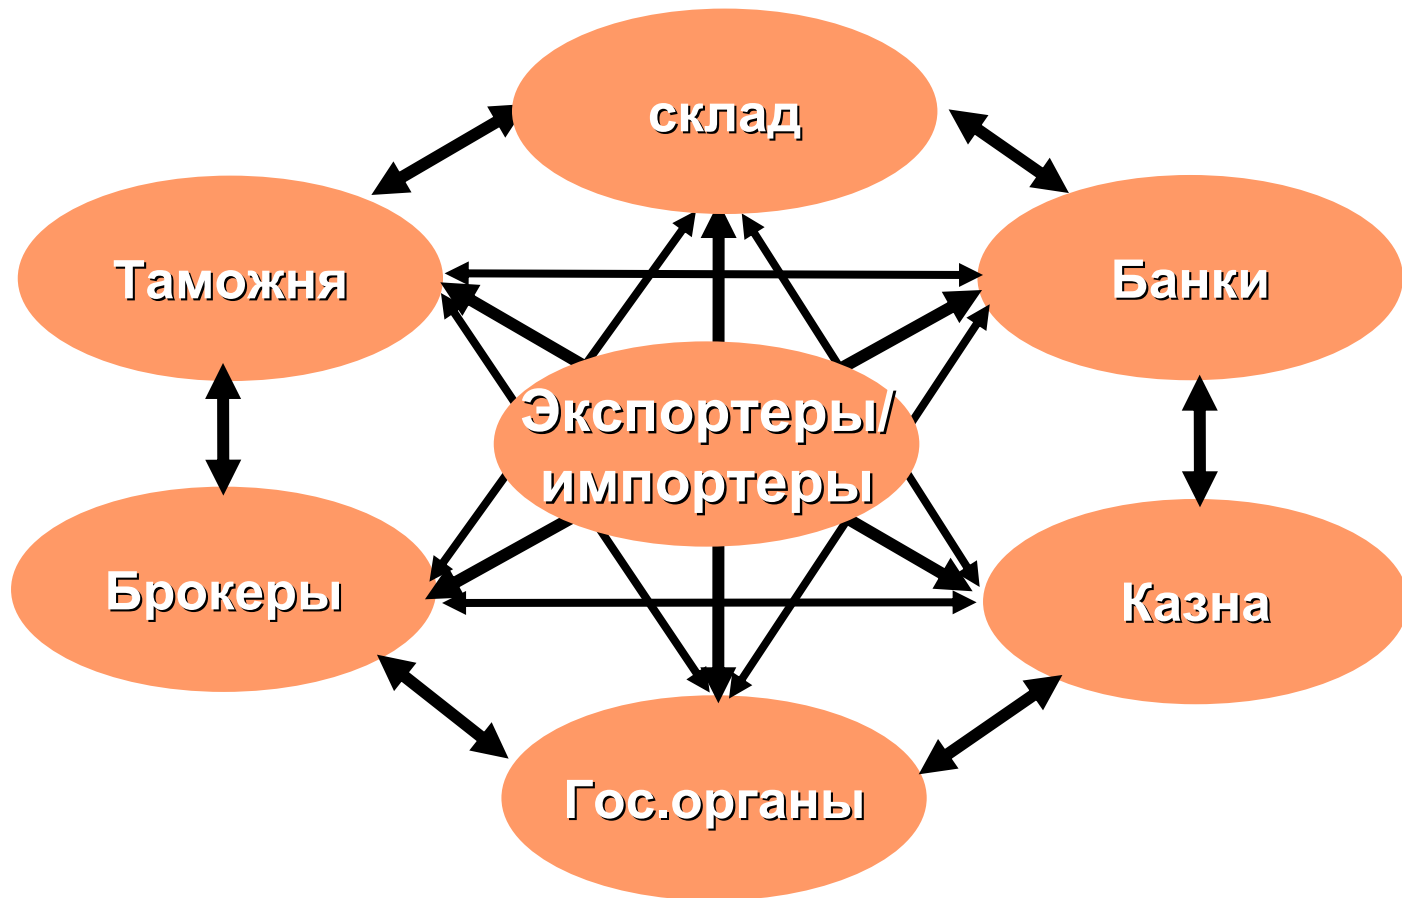 склад
Таможня
Банки
Экспортеры/
импортеры
Брокеры
Казна
Гос.органы